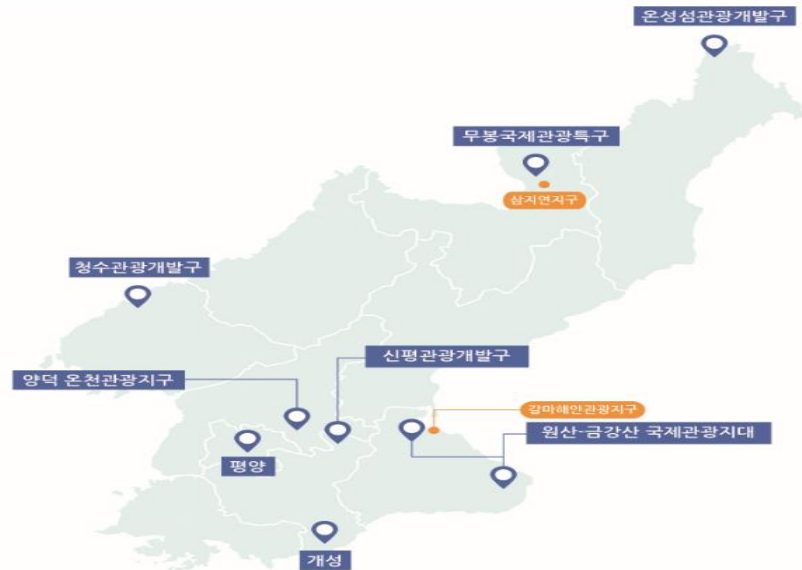 온성섬관광개발구
무봉국제관광특구
삼지연지구
청수관광개발구
신평관광개발구
양덕 온천관광지구
갈마해안관광지구
원산-금강산 국제관광지대
평양
개성